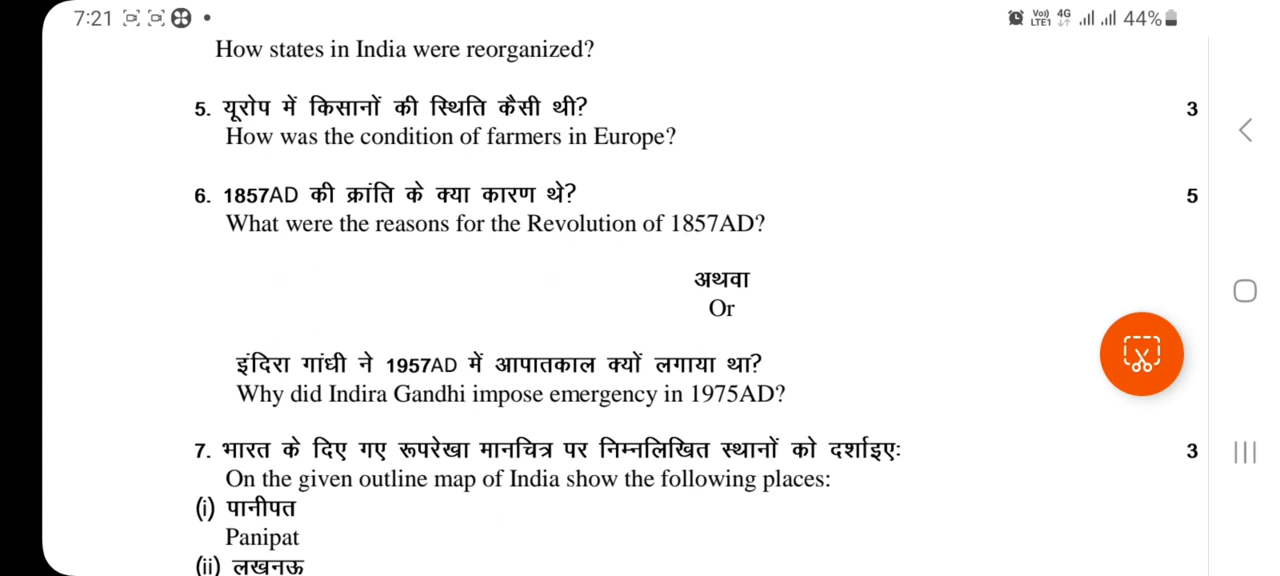 7:21
Vo)) 4G
LTE1 ↓↑ 44%
How states in India were reorganized?
5. यूरोप में किसानों की स्थिति कैसी थी? 3
How was the condition of farmers in Europe?
6. 1857AD की क्रांति के क्या कारण थे? 5
What were the reasons for the Revolution of 1857AD?
अथवा
Or
इंदिरा गांधी ने 1957AD में आपातकाल क्यों लगाया था?
Why did Indira Gandhi impose emergency in 1975AD?
7. भारत के दिए गए रूपरेखा मानचित्र पर निम्नलिखित स्थानों को दर्शाइएः 3
On the given outline map of India show the following places:
(i) पानीपत
Panipat
(ii) लखनऊ